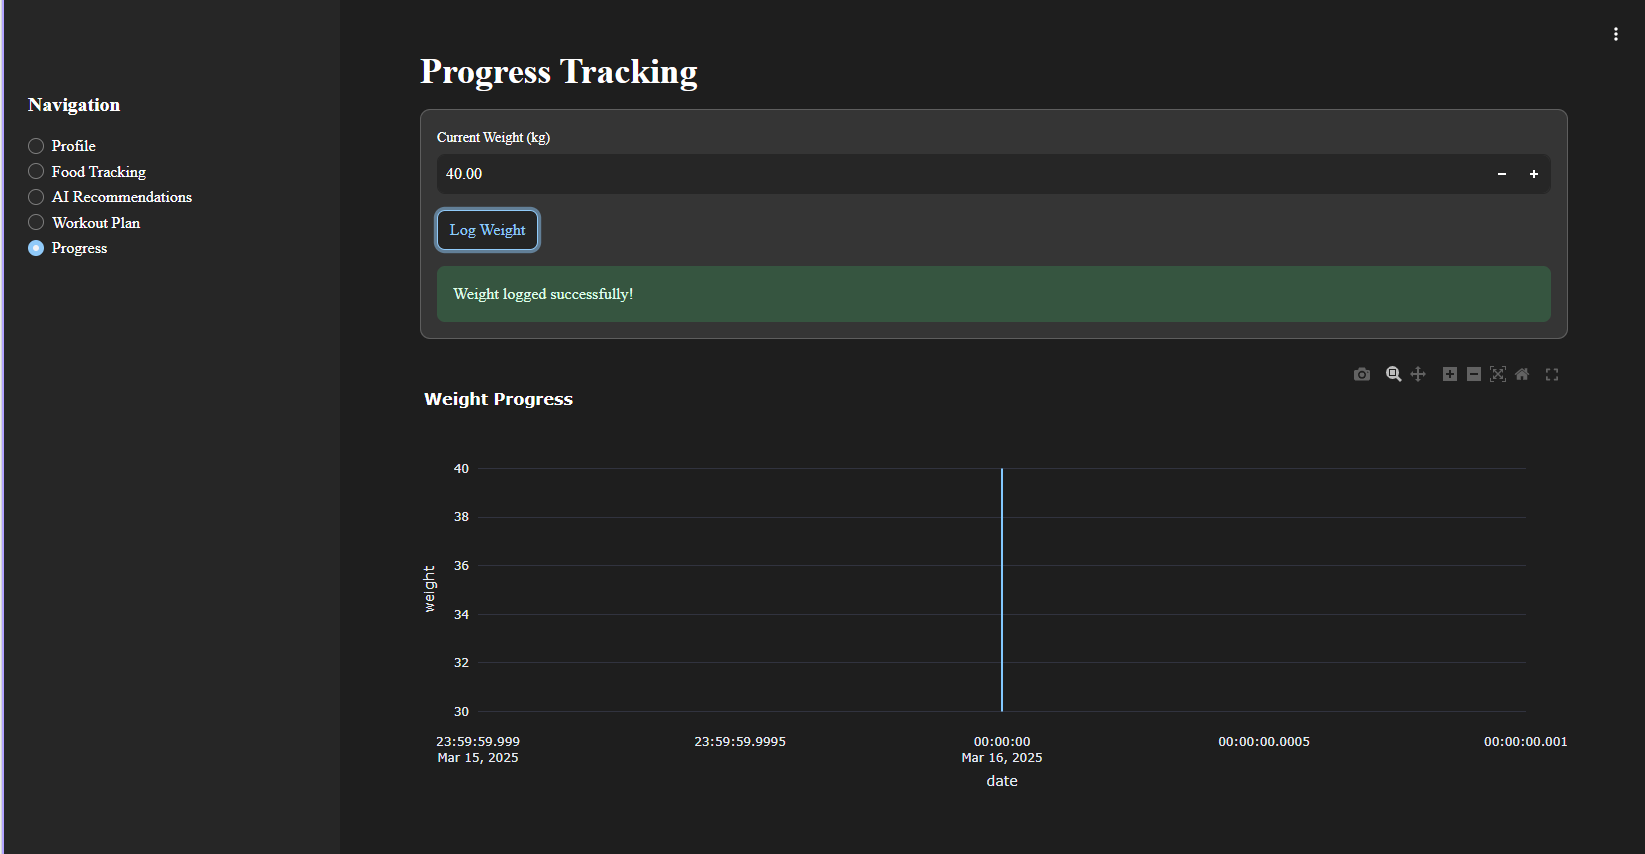 Navigation
Profile
Food Tracking
AI Recommendations
Workout Plan
Progress
Progress Tracking
Current Weight (kg)
40.00
Log Weight
Weight logged successfully!
Weight Progress
weight
40
38
36
34
32
30
23:59:59.999 23:59:59.9995 00:00:00 00:00:00.0005 00:00:00.001
Mar 15, 2025 Mar 16, 2025
date